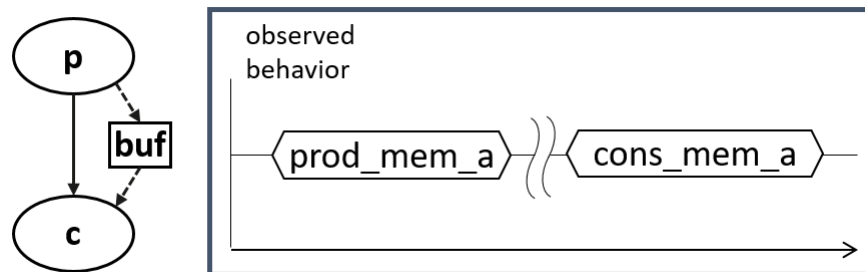 p
buf
c
observed
behavior
prod_mem_a
cons_mem_a